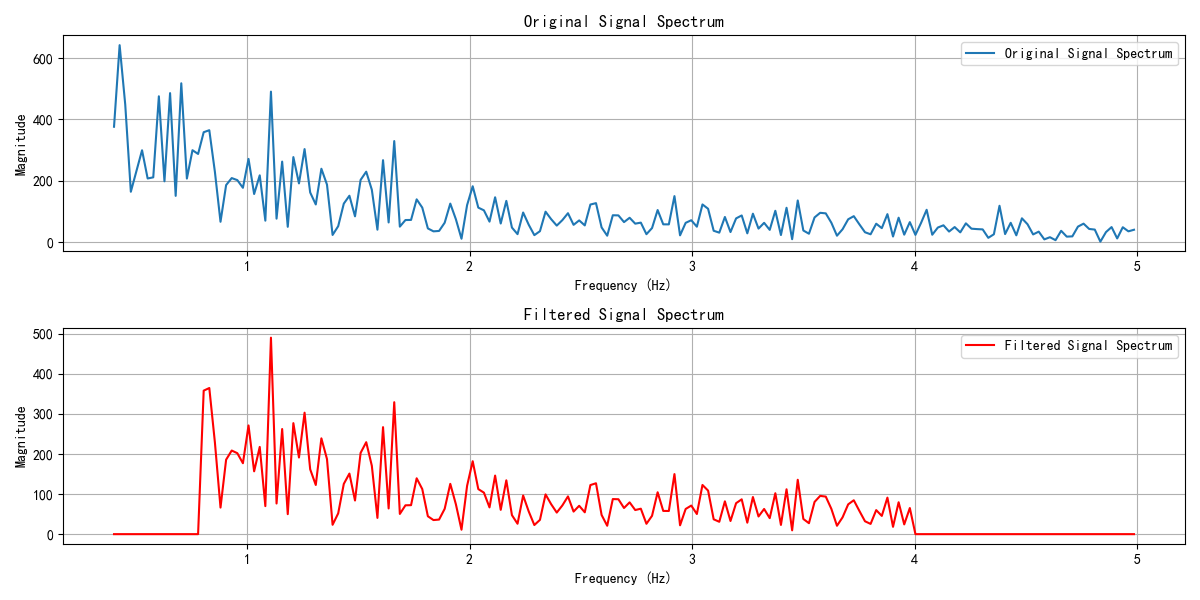 Original Signal Spectrum
Original Signal Spectrum
Magnitude
600
400
200
0
1 2 3 4 5
Frequency (Hz)
Filtered Signal Spectrum
Filtered Signal Spectrum
Magnitude
500
400
300
200
100
0
1 2 3 4 5
Frequency (Hz)